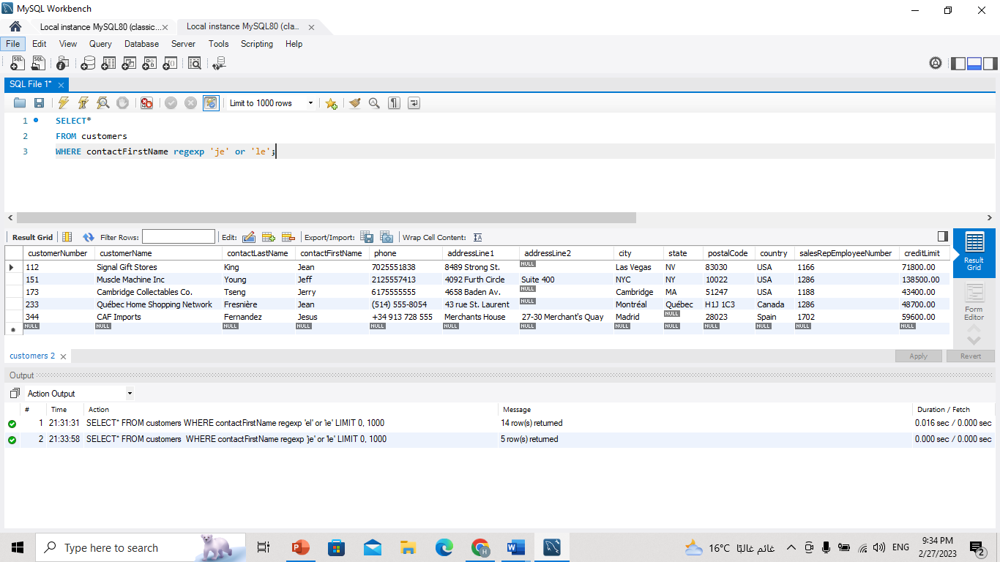 MySQL Workbench
Local instance MySQL80 (classic... Local instance MySQL80 (cla...
File Edit View Query Database Server Tools Scripting Help
SQL File 1*
Limit to 1000 rows
1 SELECT*
2 FROM customers
3 WHERE contactFirstName regexp 'je' or 'le';
Result Grid Filter Rows: Edit: Export/Import: Wrap Cell Content:
customerNumber customerName contactLastName contactFirstName phone addressLine1 addressLine2 city state postalCode country salesRepEmployeeNumber creditLimit
112 Signal Gift Stores King Jean 7025551838 8489 Strong St. NULL Las Vegas NV 83030 USA 1166 71800.00
151 Muscle Machine Inc Young Jeff 2125557413 4092 Furth Circle Suite 400 NYC NY 10022 USA 1286 138500.00
173 Cambridge Collectables Co. Tseng Jerry 6175555555 4658 Baden Av. NULL Cambridge MA 51247 USA 1188 43400.00
233 Québec Home Shopping Network Fresnière Jean (514) 555-8054 43 rue St. Laurent NULL Montréal Québec H1J 1C3 Canada 1286 48700.00
344 CAF Imports Fernandez Jesus +34 913 728 555 Merchants House 27-30 Merchant's Quay Madrid NULL 28023 Spain 1702 59600.00
NULL NULL NULL NULL NULL NULL NULL NULL NULL NULL NULL NULL NULL
Result Grid
Form Editor
customers 2 Apply Revert
Output
Action Output
# Time Action Message Duration / Fetch
1 21:31:31 SELECT* FROM customers WHERE contactFirstName regexp 'el' or 'le' LIMIT 0, 1000 14 row(s) returned 0.016 sec / 0.000 sec
2 21:33:58 SELECT* FROM customers WHERE contactFirstName regexp 'je' or 'le' LIMIT 0, 1000 5 row(s) returned 0.000 sec / 0.000 sec
Type here to search 16°C غائم غالبًا ENG 9:34 PM
2/27/2023 2